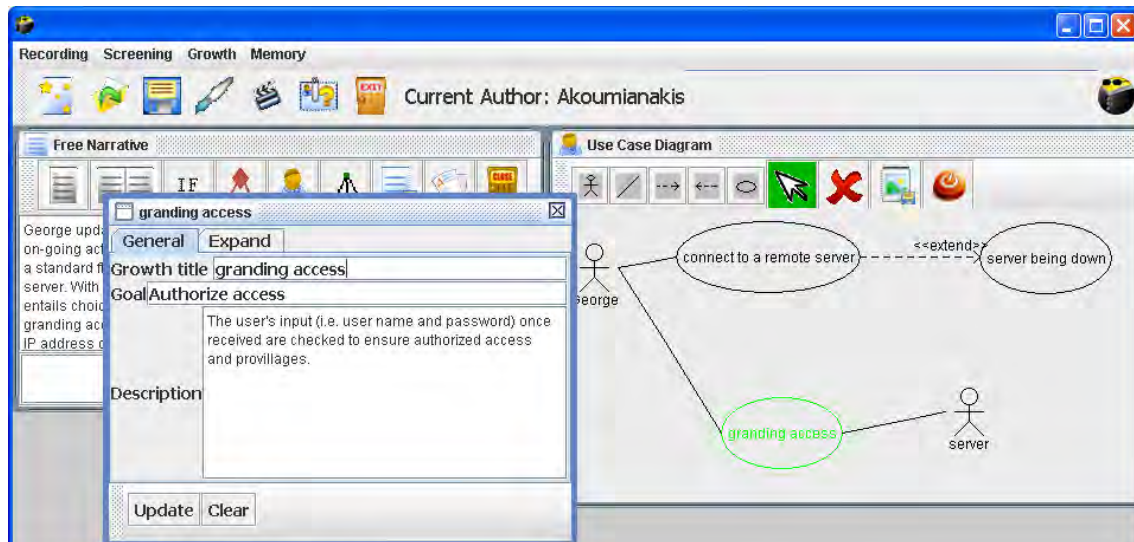 Recording Screening Growth Memory
EXIT
Current Author: Akoumianakis
Free Narrative
IF
CLOSE
George upda
on-going act
a standard f
server. With
entails choic
granding acc
IP address
granding access
General Expand
Growth title granding access
Goal Authorize access
Description
The user's input (i.e. user name and password) once
received are checked to ensure authorized access
and provillages.
Update Clear
Use Case Diagram
George
connect to a remote server
<<extend>>
server being down
granding access
server